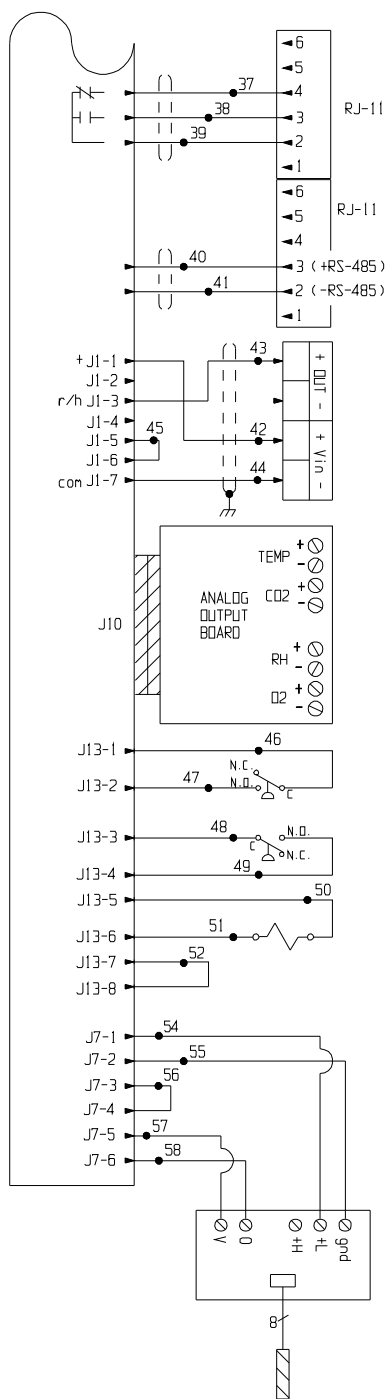 6
5
37
4
38
3
39
2
1
RJ-11
6
5
RJ-11
4
40
3 (+RS-485)
41
2 (-RS-485)
1
+ J1-1
43
+ OUT -
J1-2
r/h J1-3
J1-4
45
J1-5
42
+ Vin -
J1-6
44
com J1-7
J10
ANALOG
OUTPUT
BOARD
TEMP + -
CO2 + -
RH + -
O2 + -
J13-1
46
N.C.
J13-2
47
N.O.
C
J13-3
48
N.O.
C
N.C.
J13-4
49
J13-5
50
J13-6
51
J13-7
52
J13-8
J7-1
54
J7-2
55
J7-3
56
J7-4
J7-5
57
J7-6
58
V
O
+H
+L
gnd
8